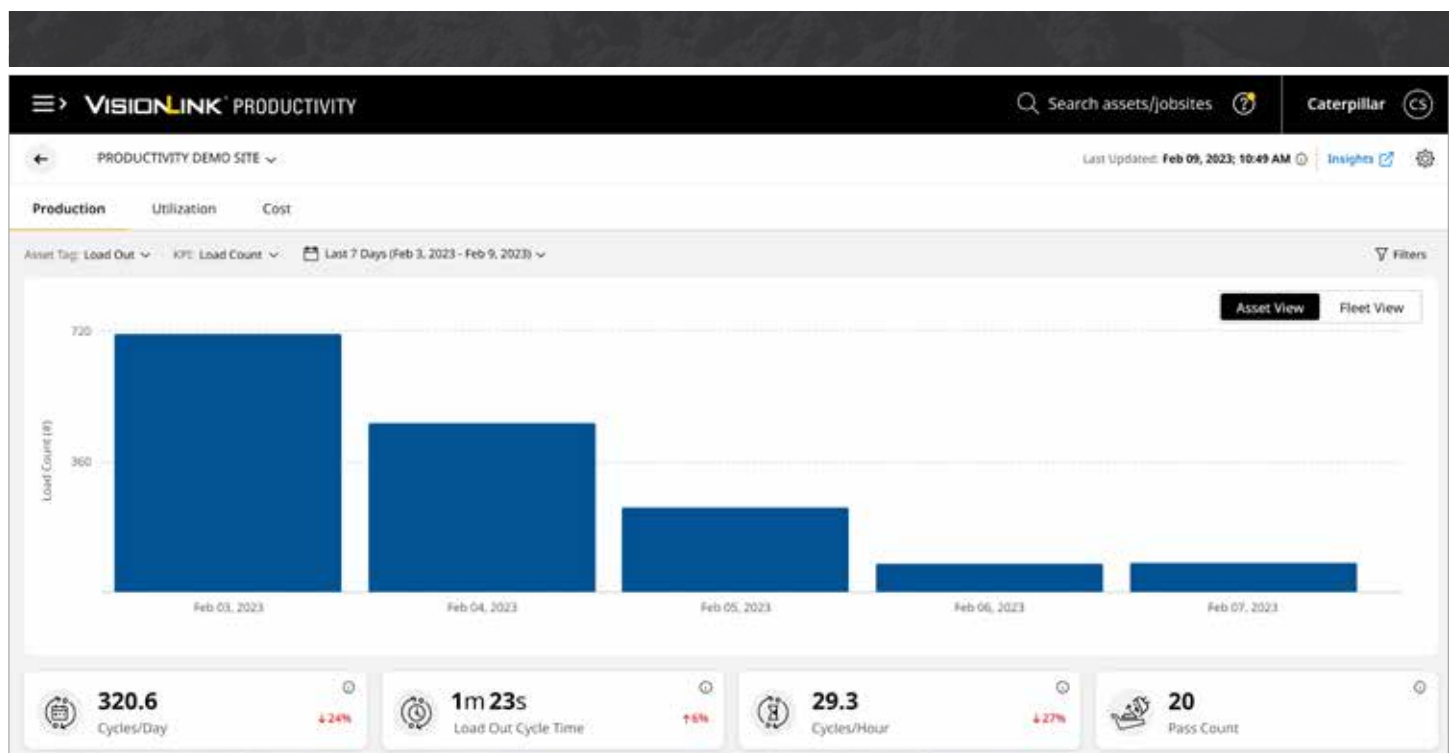 VISIONLINK PRODUCTIVITY Search assets/jobsites ? Caterpillar CS
PRODUCTIVITY DEMO SITE Last Updated: Feb 09, 2023; 10:49 AM Insights
Production Utilization Cost
Asset Tag: Load Out KPI: Load Count Last 7 Days (Feb 3, 2023 - Feb 9, 2023) Filters
Asset View Fleet View
720
360
Load Count (#)
Feb 03, 2023 Feb 04, 2023 Feb 05, 2023 Feb 06, 2023 Feb 07, 2023
320.6 ↓24% 1m 23s ↑6% 29.3 ↓27% 20
Cycles/Day Load Out Cycle Time Cycles/Hour Pass Count